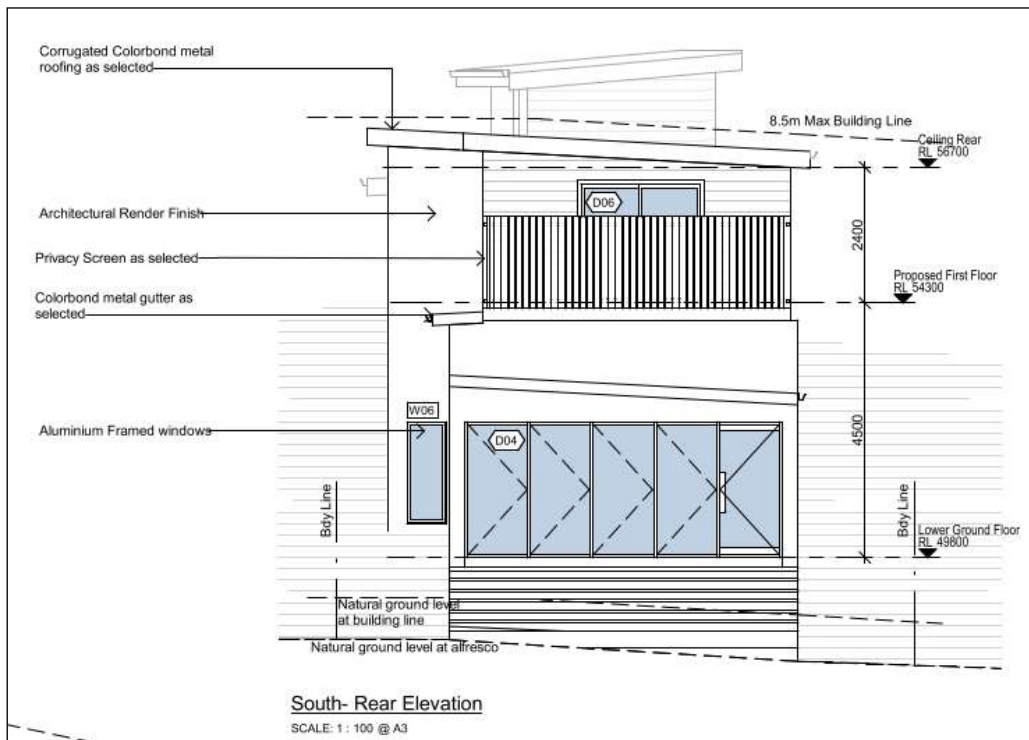 Corrugated Colorbond metal
roofing as selected
8.5m Max Building Line
Ceiling Rear
RL 56700
D06
Architectural Render Finish
2400
Privacy Screen as selected
Proposed First Floor
RL 54300
Colorbond metal gutter as
selected
W06
Aluminium Framed windows
D04
4500
Bdy Line
Bdy Line
Lower Ground Floor
RL 49800
Natural ground level
at building line
Natural ground level at alfresco
South- Rear Elevation
SCALE: 1 : 100 @ A3